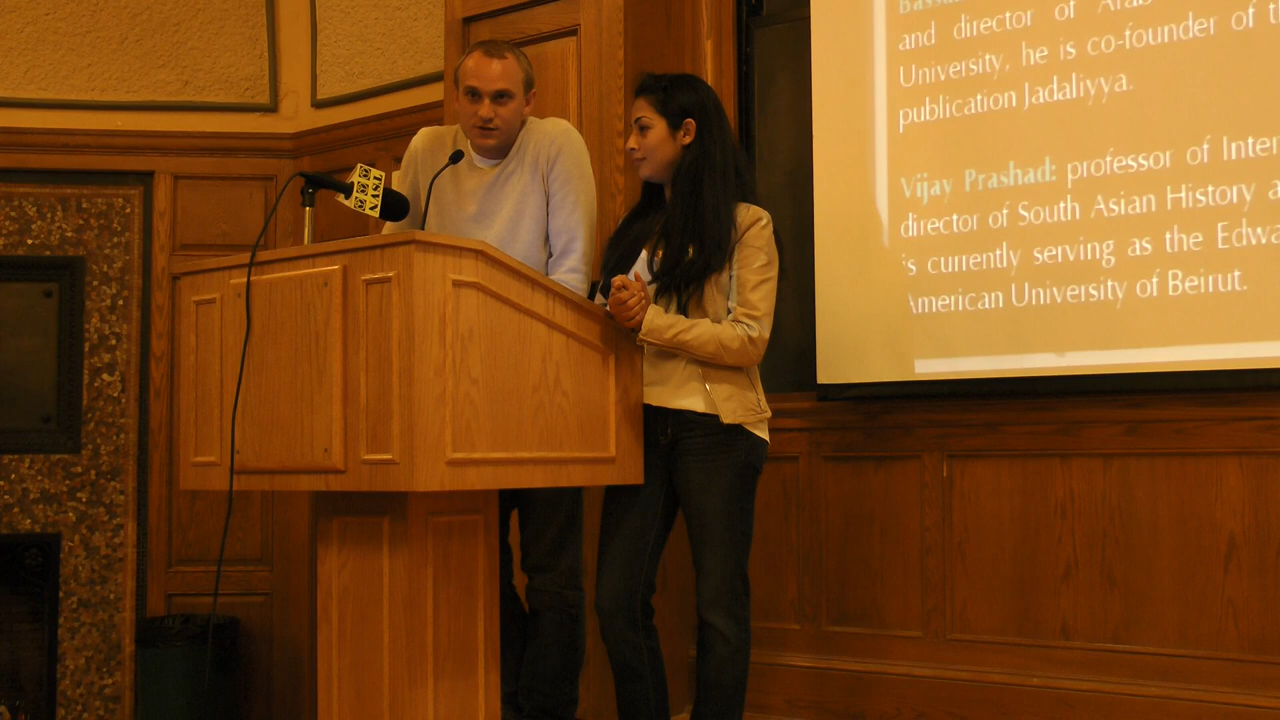 and director of Arab
University, he is co-founder of
publication Jadaliyya.
Vijay Prashad: professor of Inter
director of South Asian History a
is currently serving as the Edwa
American University of Beirut.